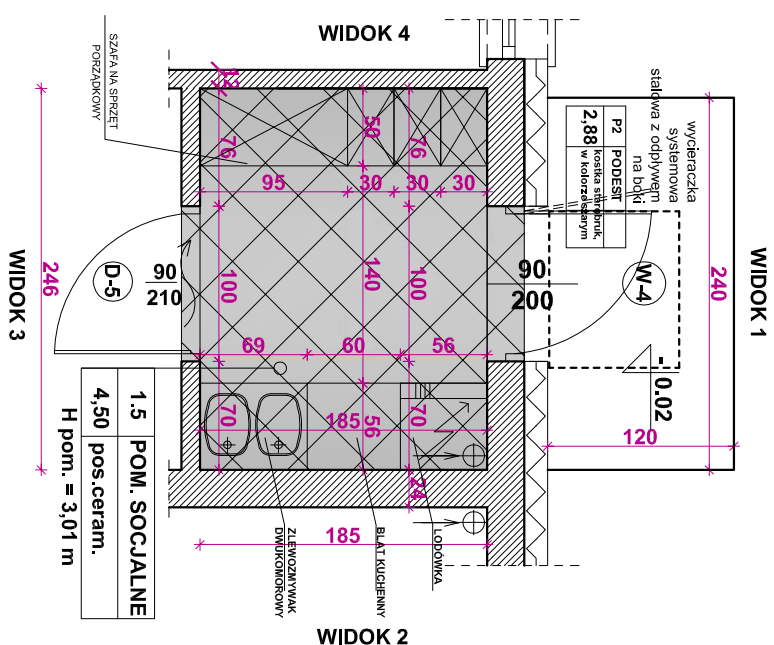 WIDOK 4
WIDOK 1
WIDOK 3
WIDOK 2
SZAFA NA SPRZĘT
PORZĄDKOWY
wycieraczka
systemowa
stalowa z odpływem
na boki
P2 PODEST
2,88 kostka starobruk,
w kolorze szarym
12
76
50
76
95
30
30
30
246
100
140
100
240
D-5
90
210
90
200
W-4
- 0.02
120
69
60
56
70
185
56
70
24
185
1.5 POM. SOCJALNE
4,50 pos.ceram.
H pom. = 3,01 m
ZLEWOZMYWAK
DWUKOMOROWY
BLAT KUCHENNY
LODÓWKA